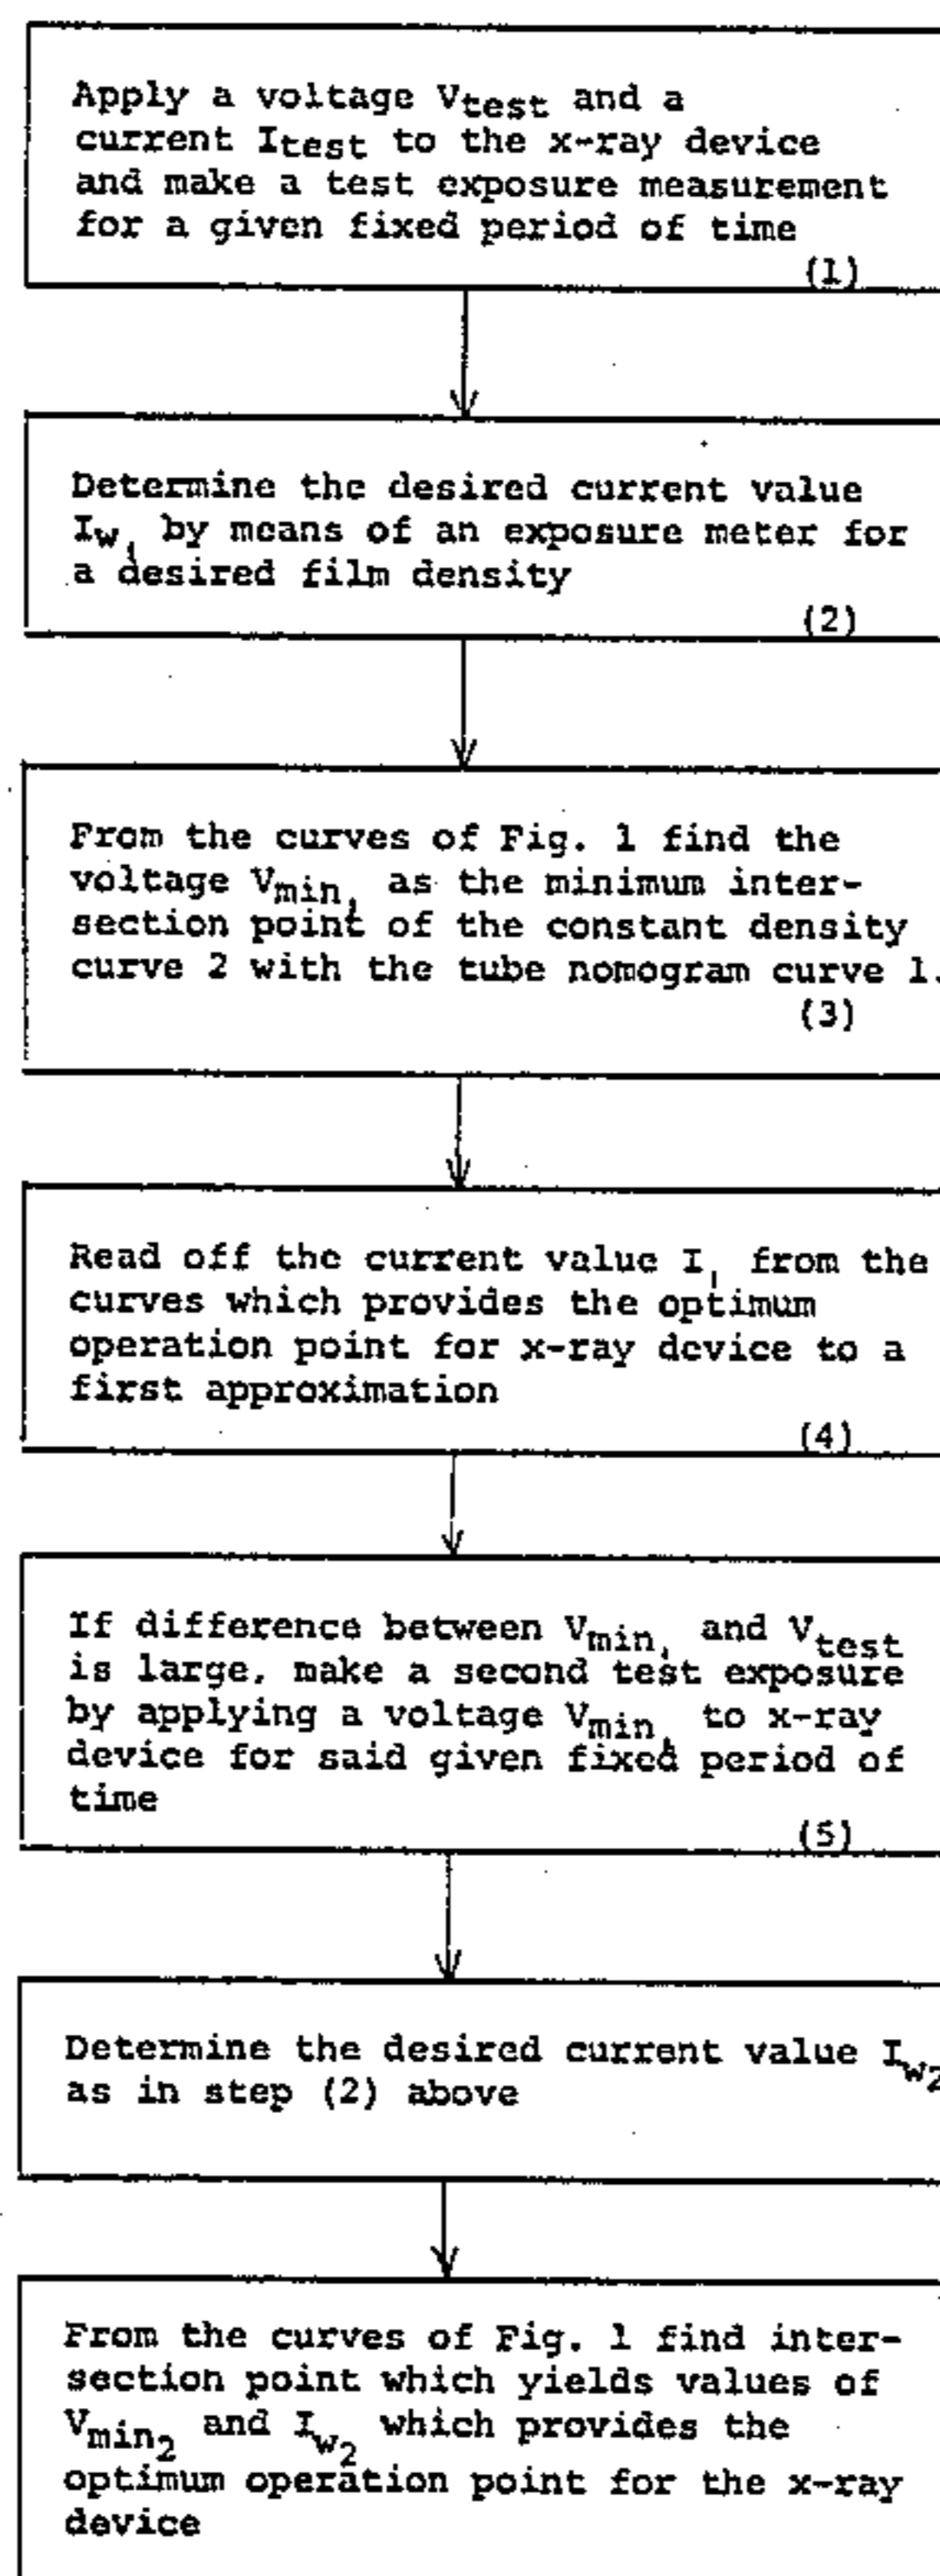 Apply a voltage Vtest and a
current Itest to the x-ray device
and make a test exposure measurement
for a given fixed period of time
(1)
Determine the desired current value
Iw₁ by means of an exposure meter for
a desired film density
(2)
From the curves of Fig. 1 find the
voltage Vmin₁ as the minimum inter-
section point of the constant density
curve 2 with the tube nomogram curve 1.
(3)
Read off the current value I₁ from the
curves which provides the optimum
operation point for x-ray device to a
first approximation
(4)
If difference between Vmin₁ and Vtest
is large, make a second test exposure
by applying a voltage Vmin₁ to x-ray
device for said given fixed period of
time
(5)
Determine the desired current value Iw₂
as in step (2) above
From the curves of Fig. 1 find inter-
section point which yields values of
Vmin₂ and Iw₂ which provides the
optimum operation point for the x-ray
device